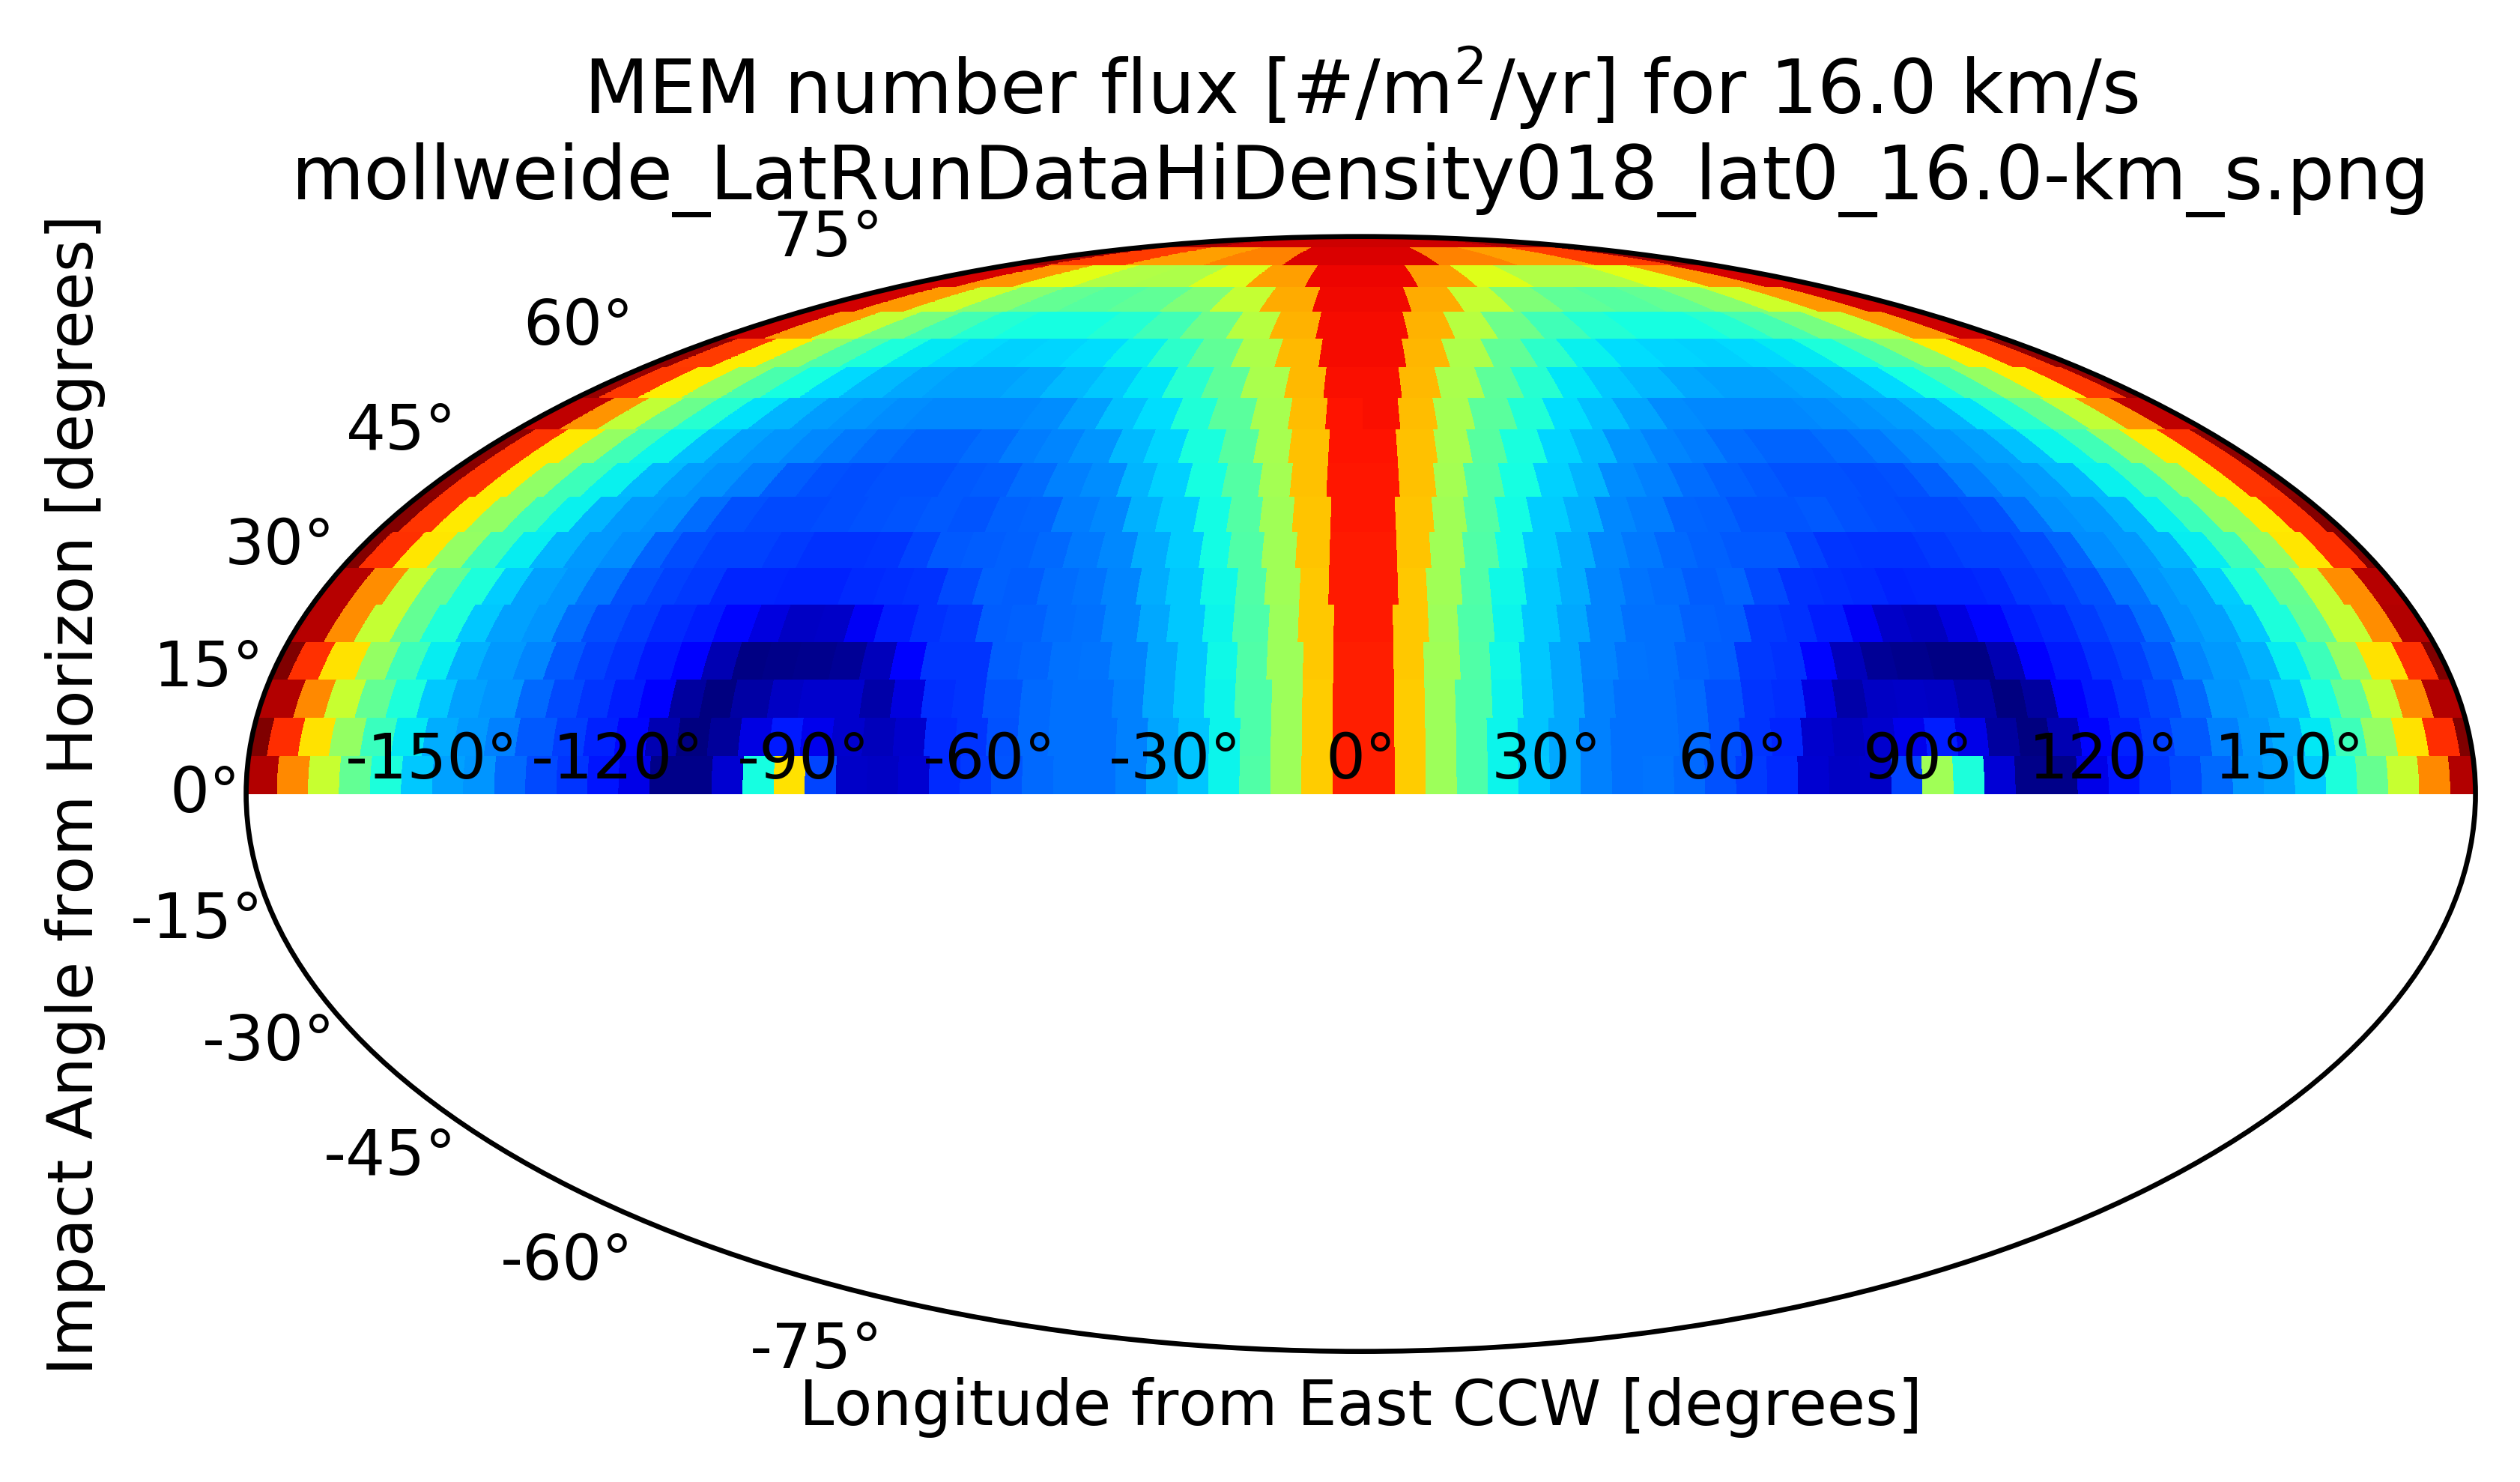 MEM number flux [#/m²/yr] for 16.0 km/s
mollweide_LatRunDataHiDensity018_lat0_16.0-km_s.png
75°
60°
45°
30°
15°
0°
-150° -120° -90° -60° -30° 0° 30° 60° 90° 120° 150°
-15°
-30°
-45°
-60°
-75°
Impact Angle from Horizon [degrees]
Longitude from East CCW [degrees]